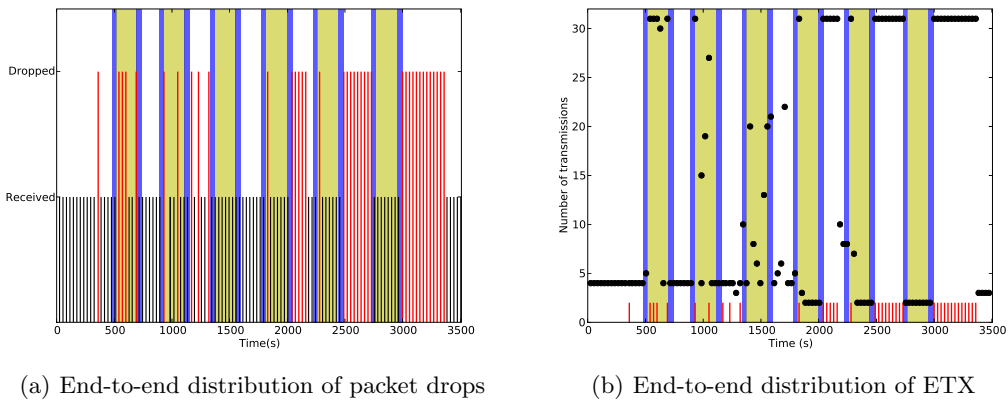 Dropped
Received
0 500 1000 1500 2000 2500 3000 3500
Time(s)
(a) End-to-end distribution of packet drops
Number of transmissions
30
25
20
15
10
5
0
0 500 1000 1500 2000 2500 3000 3500
Time (s)
(b) End-to-end distribution of ETX